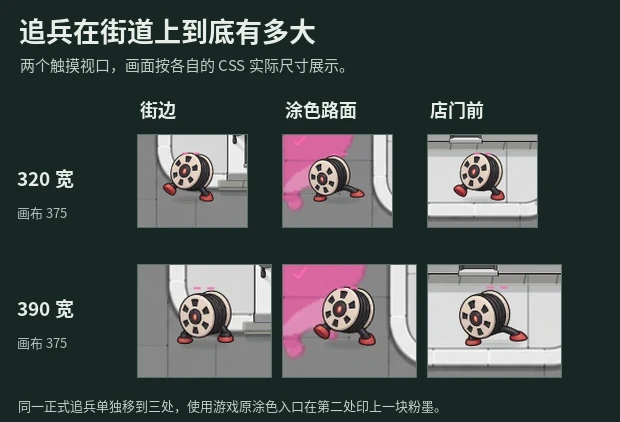 追兵在街道上到底有多大
两个触摸视口，画面按各自的 CSS 实际尺寸展示。
街边 涂色路面 店门前
320 宽
画布 375
390 宽
画布 375
同一正式追兵单独移到三处，使用游戏原涂色入口在第二处印上一块粉墨。